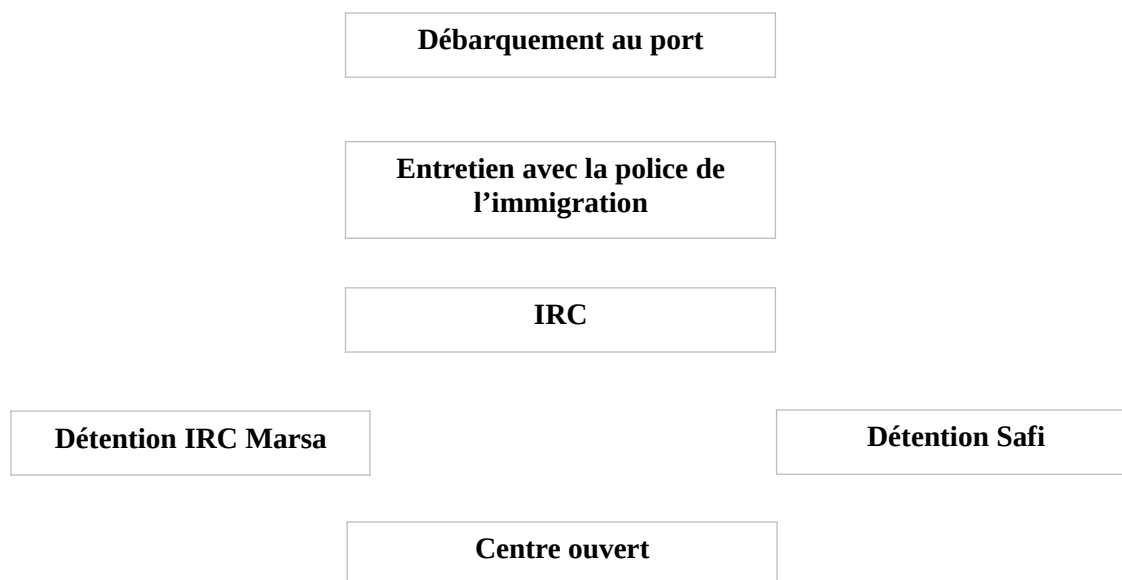 Débarquement au port
Entretien avec la police de
l’immigration
IRC
Détention IRC Marsa
Détention Safi
Centre ouvert